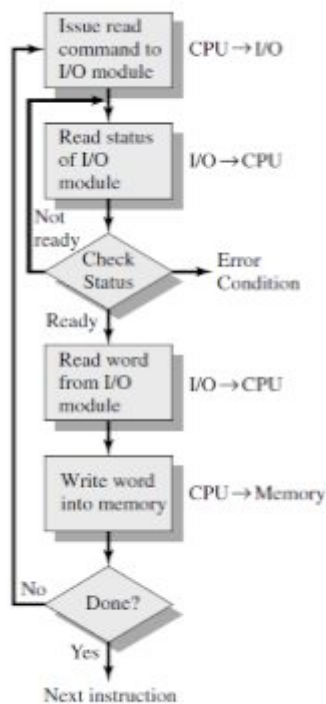 Issue read
command to
I/O module
CPU → I/O
Read status
of I/O
module
I/O → CPU
Not
ready
Check
Status
Error
Condition
Ready
Read word
from I/O
module
I/O → CPU
Write word
into memory
CPU → Memory
No
Done?
Yes
Next instruction